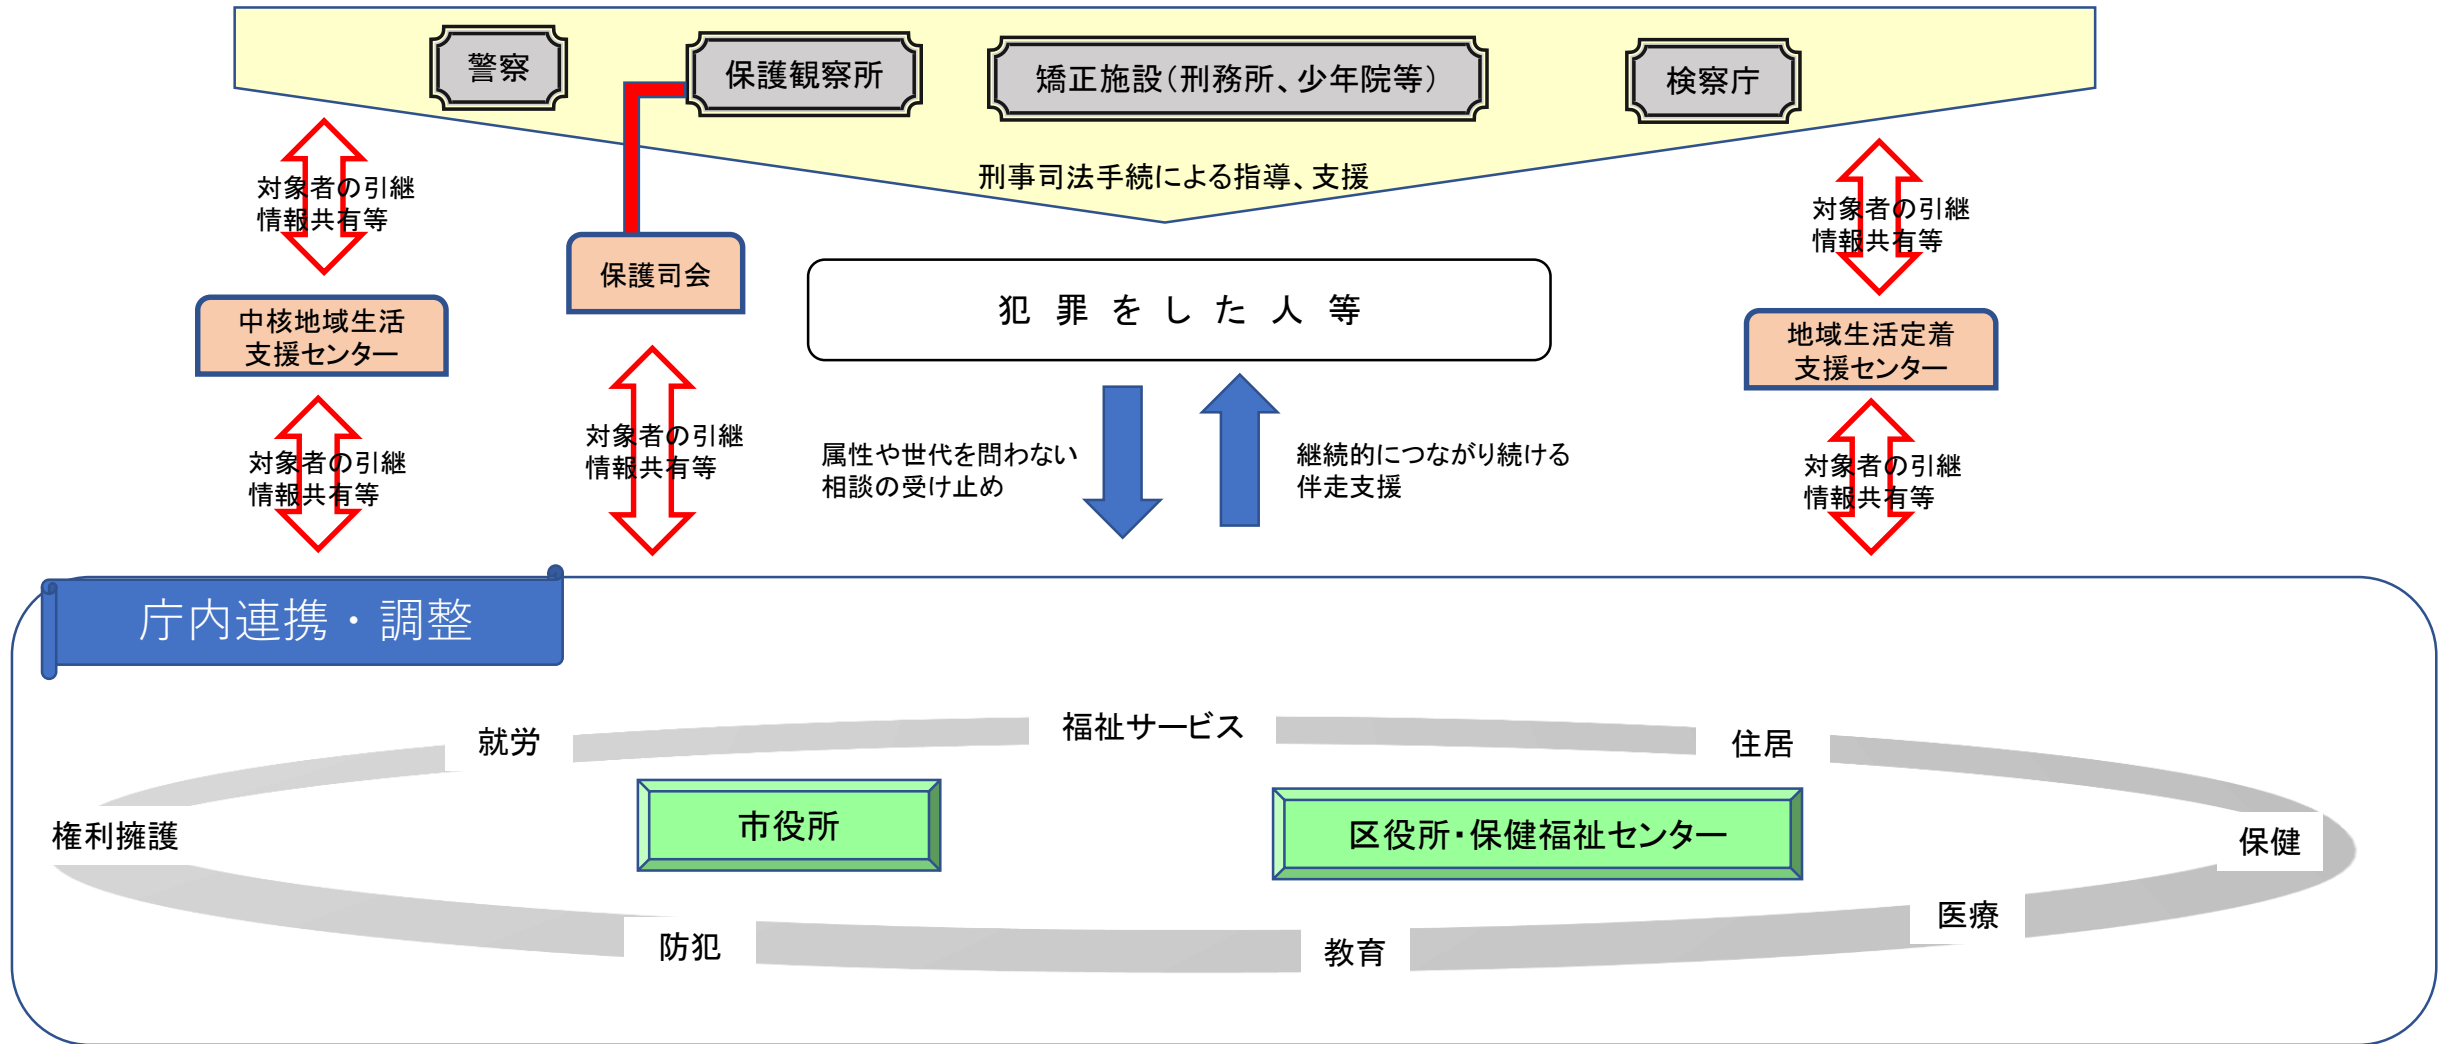 警察
保護観察所
矯正施設（刑務所、少年院等）
検察庁
刑事司法手続による指導、支援
対象者の引継
情報共有等
対象者の引継
情報共有等
保護司会
犯罪をした人等
中核地域生活
支援センター
地域生活定着
支援センター
対象者の引継
情報共有等
対象者の引継
情報共有等
属性や世代を問わない
相談の受け止め
継続的につながり続ける
伴走支援
対象者の引継
情報共有等
庁内連携・調整
就労
福祉サービス
住居
権利擁護
市役所
区役所・保健福祉センター
保健
医療
防犯
教育